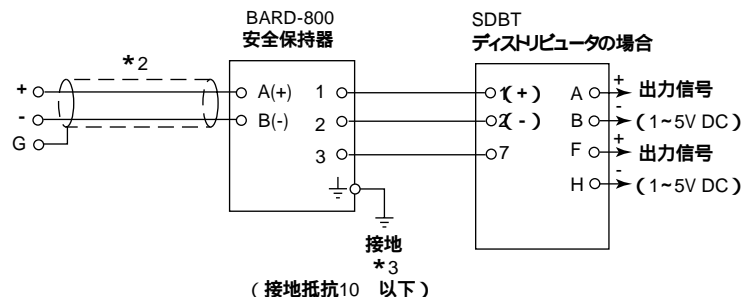 BARD-800
安全保持器
SDBT
ディストリビュータの場合
*2
+
-
G
A(+)
B(-)
1
2
3
1(+)
2(-)
7
A
B
F
H
+
出力信号
-
(1~5V DC)
+
出力信号
-
(1~5V DC)
接地
*3
(接地抵抗10 以下)